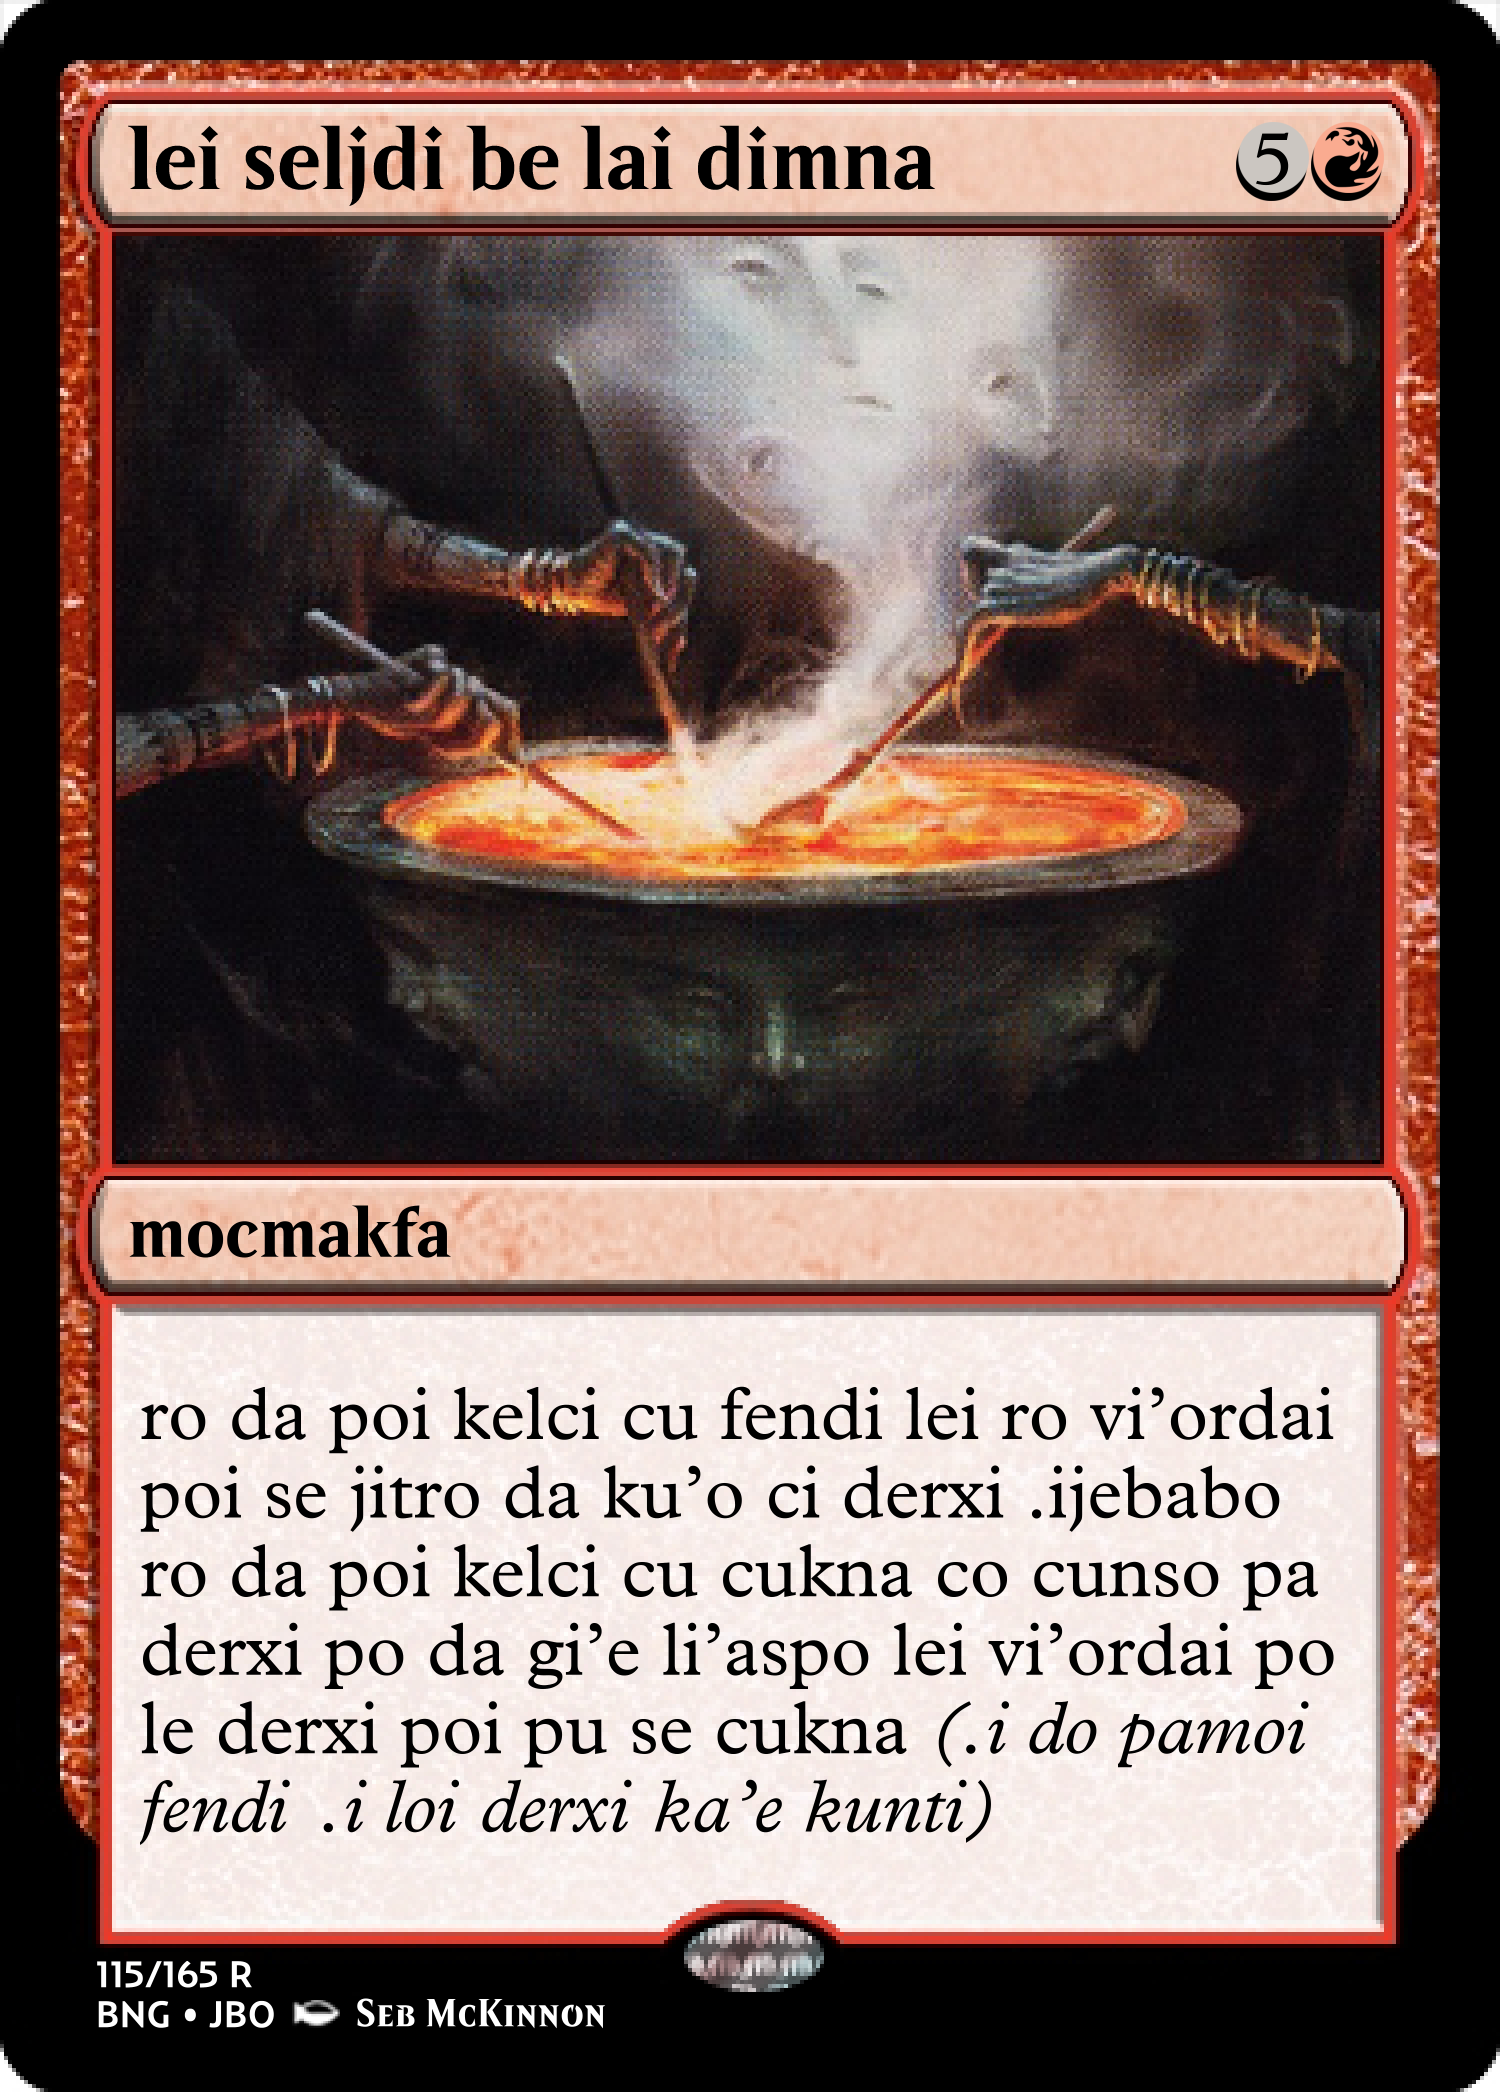 lei seljdi be lai dimna 5
mocmakfa
ro da poi kelci cu fendi lei ro vi’ordai
poi se jitro da ku’o ci derxi .ijebabo
ro da poi kelci cu cukna co cunso pa
derxi po da gi’e li’aspo lei vi’ordai po
le derxi poi pu se cukna (.i do pamoi
fendi .i loi derxi ka’e kunti)
115/165 R
BNG • JBO Seb McKinnon